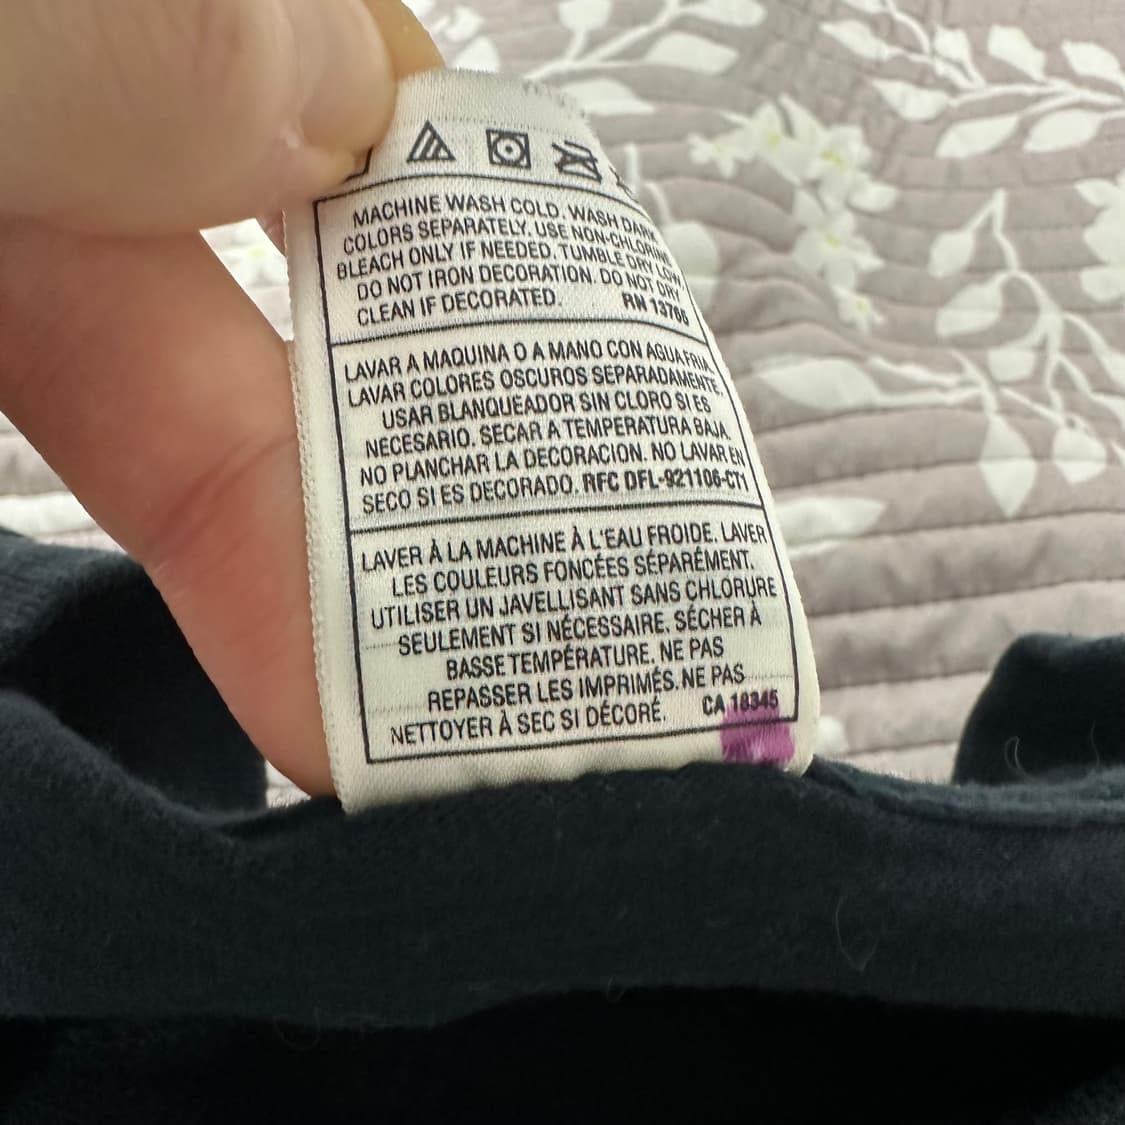 MACHINE WASH COLD. WASH DARK
COLORS SEPARATELY. USE NON-CHLORINE
BLEACH ONLY IF NEEDED. TUMBLE DRY LOW
DO NOT IRON DECORATION. DO NOT DRY
CLEAN IF DECORATED. RN 13765
LAVAR A MAQUINA O A MANO CON AGUA FRIA.
LAVAR COLORES OSCUROS SEPARADAMENTE.
USAR BLANQUEADOR SIN CLORO SI ES
NECESARIO. SECAR A TEMPERATURA BAJA.
NO PLANCHAR LA DECORACION. NO LAVAR EN
SECO SI ES DECORADO. RFC DFL-921106-CT1
LAVER À LA MACHINE À L'EAU FROIDE. LAVER
LES COULEURS FONCÉES SÉPARÉMENT.
UTILISER UN JAVELLISANT SANS CHLORURE
SEULEMENT SI NÉCESSAIRE. SÉCHER À
BASSE TEMPÉRATURE. NE PAS
REPASSER LES IMPRIMÉS. NE PAS
NETTOYER À SEC SI DÉCORÉ. CA 18345